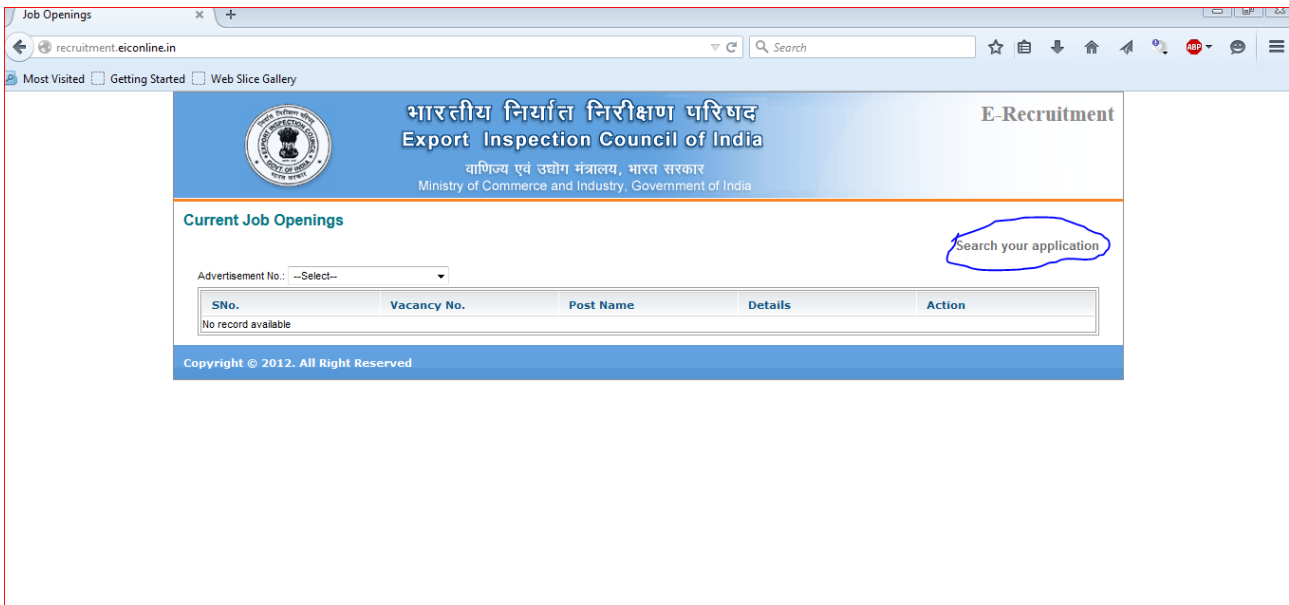 Job Openings
recruitment.eiconline.in
Search
ABP
Most Visited Getting Started Web Slice Gallery
भारतीय निर्यात निरीक्षण परिषद
Export Inspection Council of India
वाणिज्य एवं उद्योग मंत्रालय, भारत सरकार
Ministry of Commerce and Industry, Government of India
E-Recruitment
Current Job Openings
Search your application
Advertisement No.: --Select--
SNo. Vacancy No. Post Name Details Action
No record available
Copyright © 2012. All Right Reserved